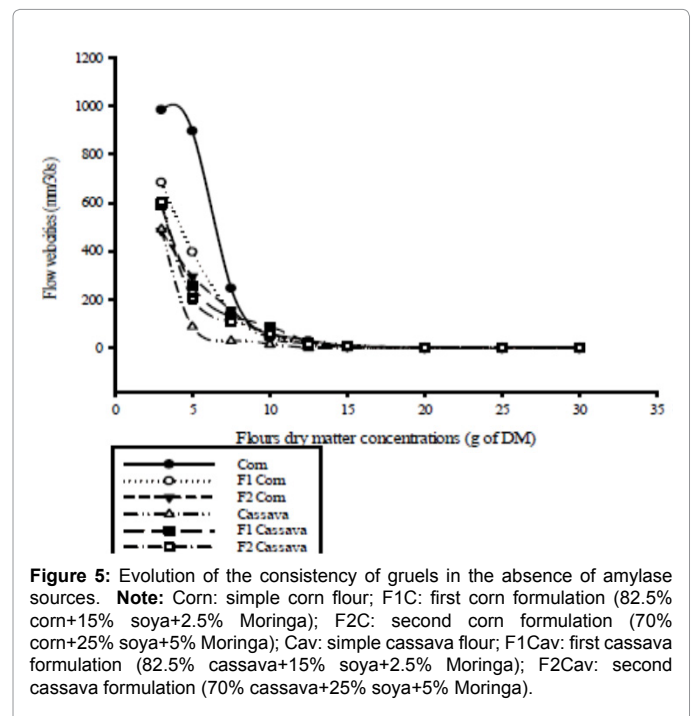 1200
1000
800
600
400
200
0
Flow velocities (mm/30s)
0 5 10 15 20 25 30 35
Flours dry matter concentrations (g of DM)
Corn
F1 Corn
F2 Corn
Cassava
F1 Cassava
F2 Cassava
Figure 5: Evolution of the consistency of gruels in the absence of amylase
sources. Note: Corn: simple corn flour; F1C: first corn formulation (82.5%
corn+15% soya+2.5% Moringa); F2C: second corn formulation (70%
corn+25% soya+5% Moringa); Cav: simple cassava flour; F1Cav: first cassava
formulation (82.5% cassava+15% soya+2.5% Moringa); F2Cav: second
cassava formulation (70% cassava+25% soya+5% Moringa).